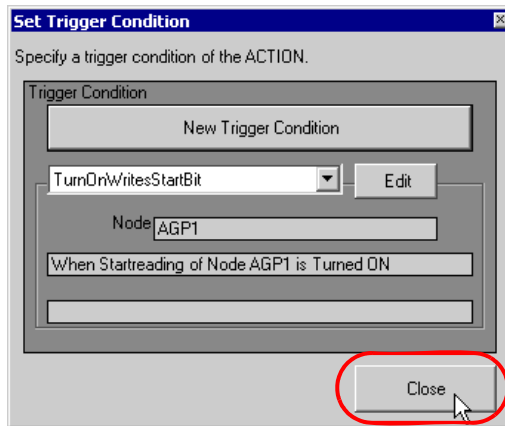 Set Trigger Condition
Specify a trigger condition of the ACTION.
Trigger Condition
New Trigger Condition
TurnOnWritesStartBit
Edit
Node AGP1
When Startreading of Node AGP1 is Turned ON
Close